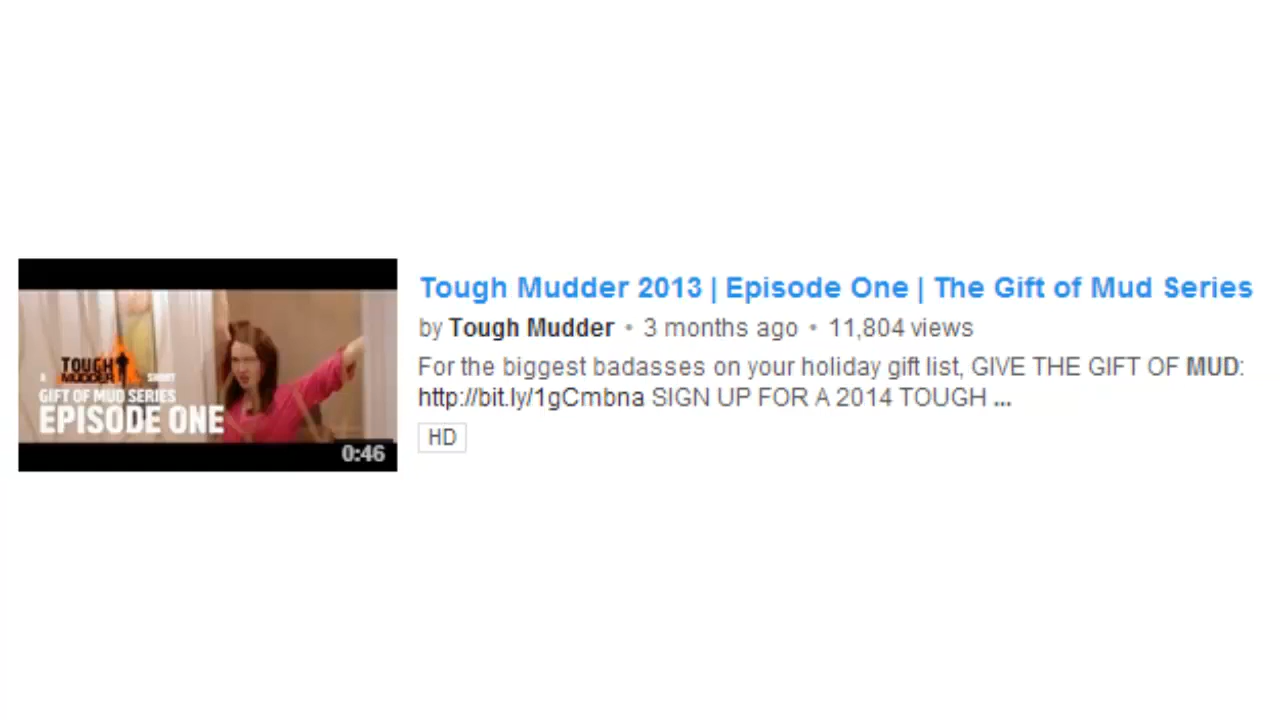 TOUGH
MUDDER
A SHORT
GIFT OF MUD SERIES
EPISODE ONE
0:46
Tough Mudder 2013 | Episode One | The Gift of Mud Series
by Tough Mudder • 3 months ago • 11,804 views
For the biggest badasses on your holiday gift list, GIVE THE GIFT OF MUD:
http://bit.ly/1gCmbna SIGN UP FOR A 2014 TOUGH ...
HD